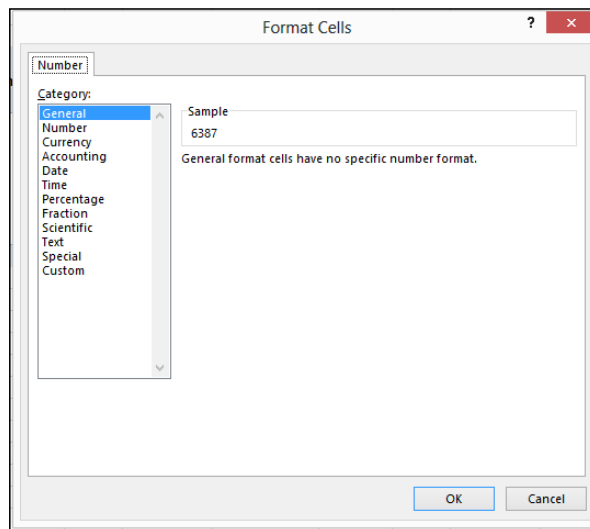 Format Cells
?
Number
Category:
General
Number
Currency
Accounting
Date
Time
Percentage
Fraction
Scientific
Text
Special
Custom
Sample
6387
General format cells have no specific number format.
OK
Cancel